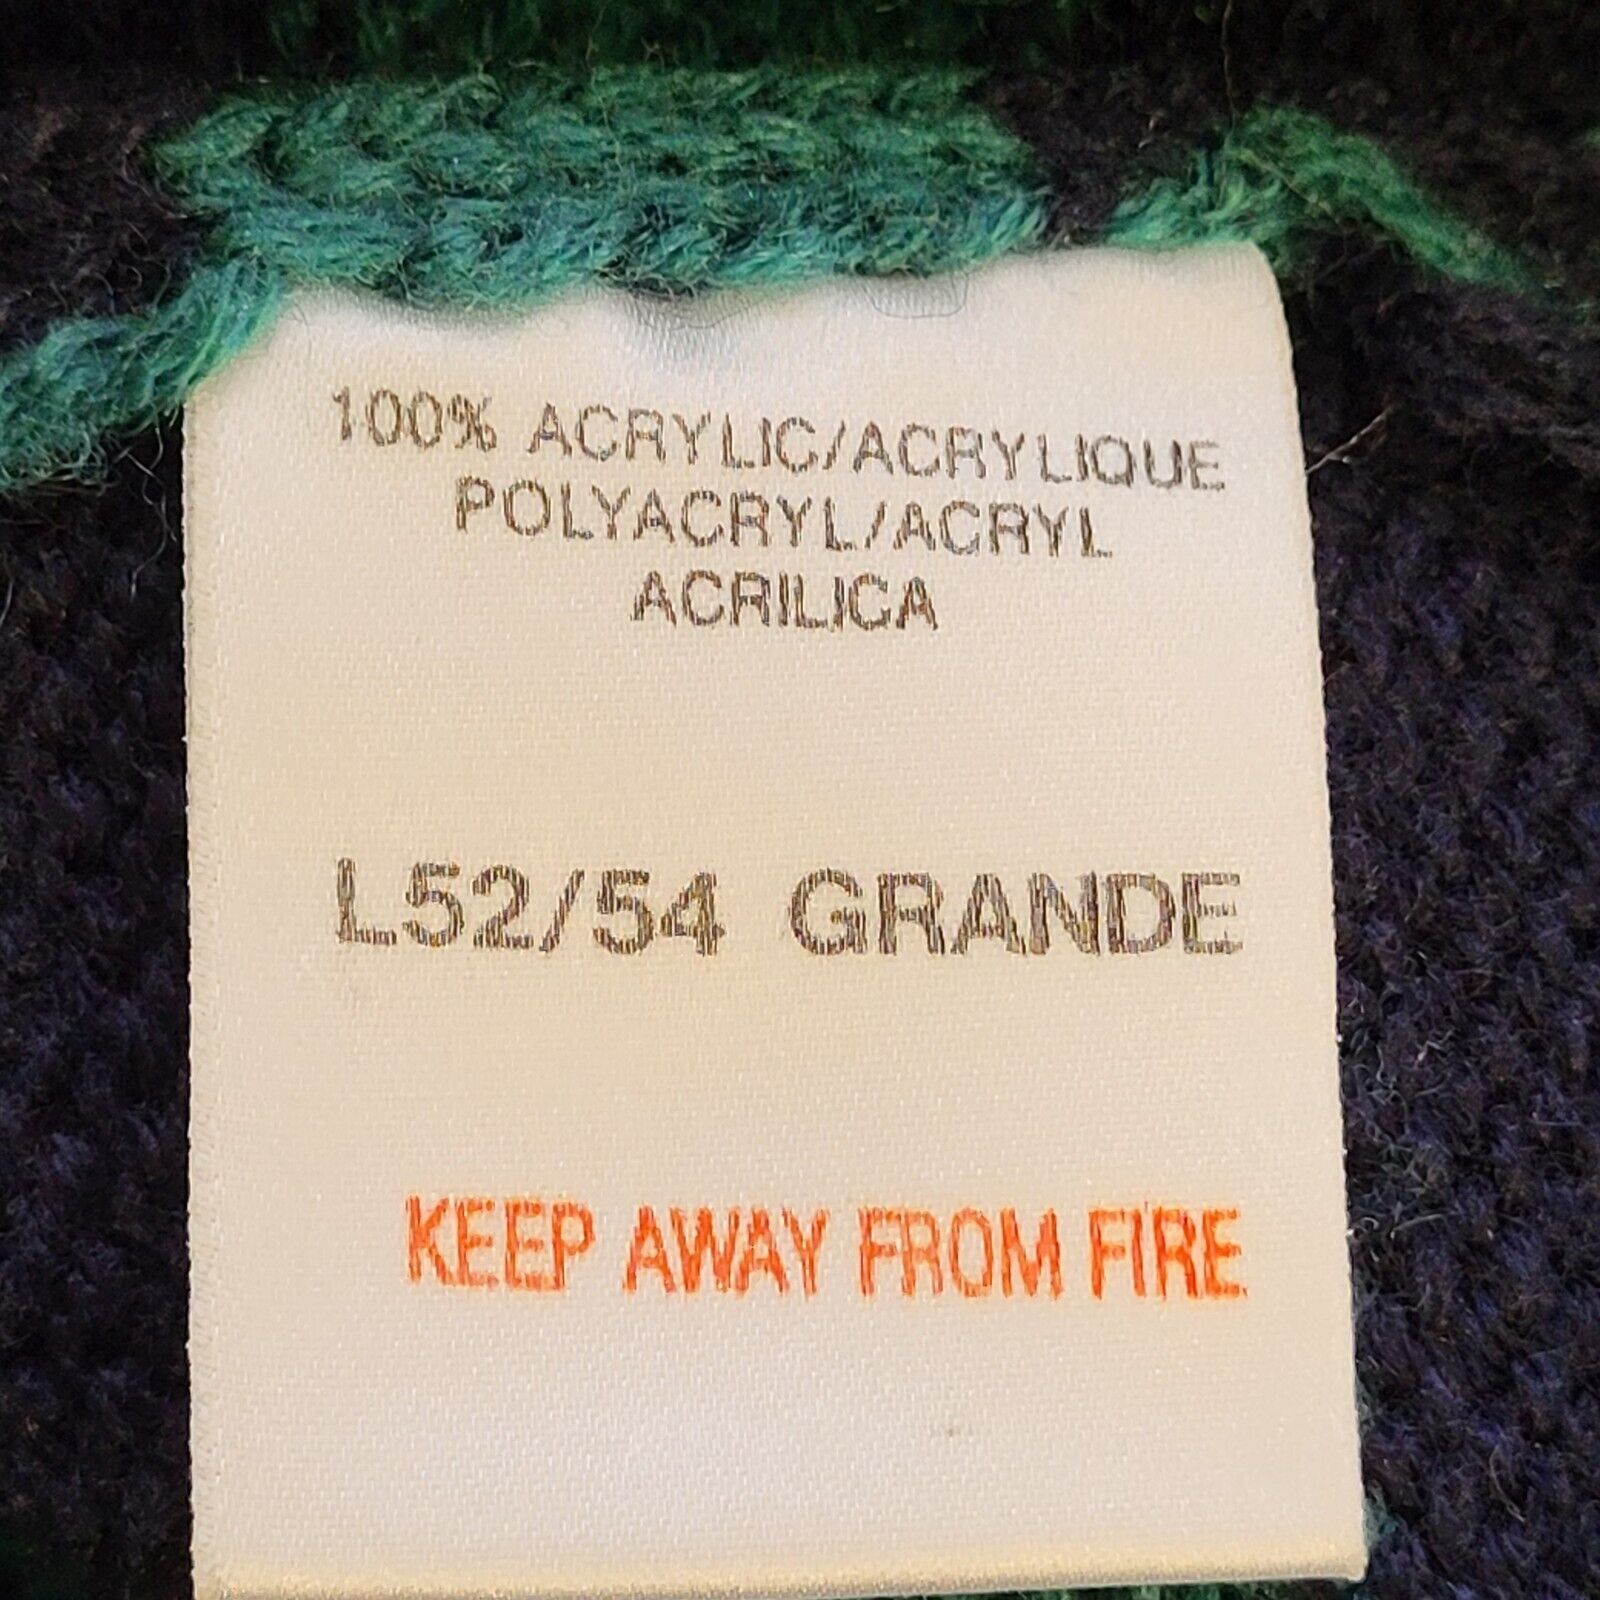 100% ACRYLIC/ACRYLIQUE
POLYACRYL/ACRYL
ACRILICA
L52/54 GRANDE
KEEP AWAY FROM FIRE